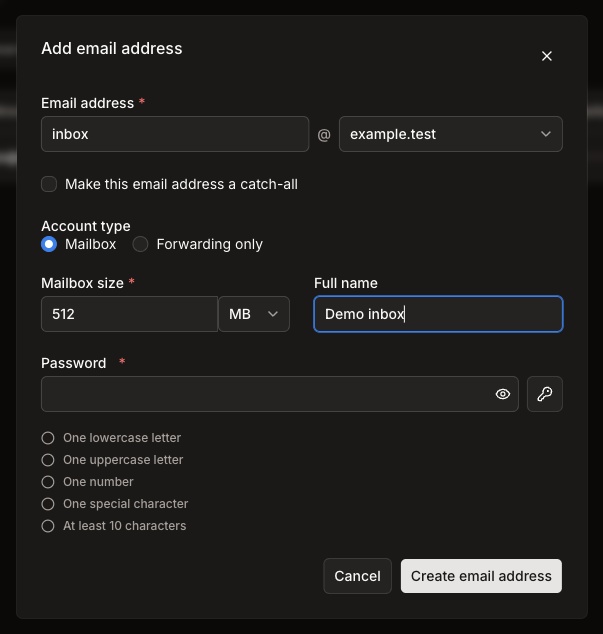 Add email address
Email address *
inbox @ example.test
Make this email address a catch-all
Account type
Mailbox Forwarding only
Mailbox size * Full name
512 MB Demo inbox
Password *
One lowercase letter
One uppercase letter
One number
One special character
At least 10 characters
Cancel Create email address